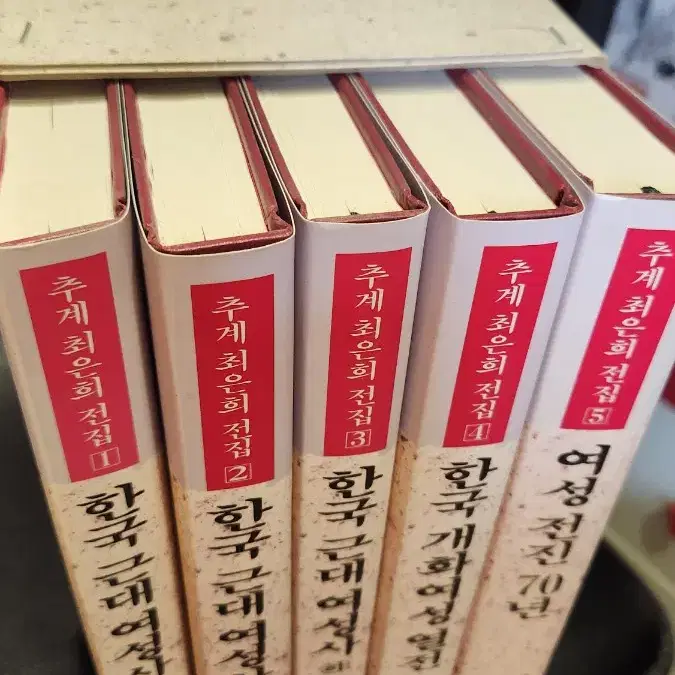 추계 최은희 전집 1
한국 근대여성사
추계 최은희 전집 2
한국 근대여성사
추계 최은희 전집 3
한국 근대여성사
추계 최은희 전집 4
한국 개화여성 열전
추계 최은희 전집 5
여성 전진 70년